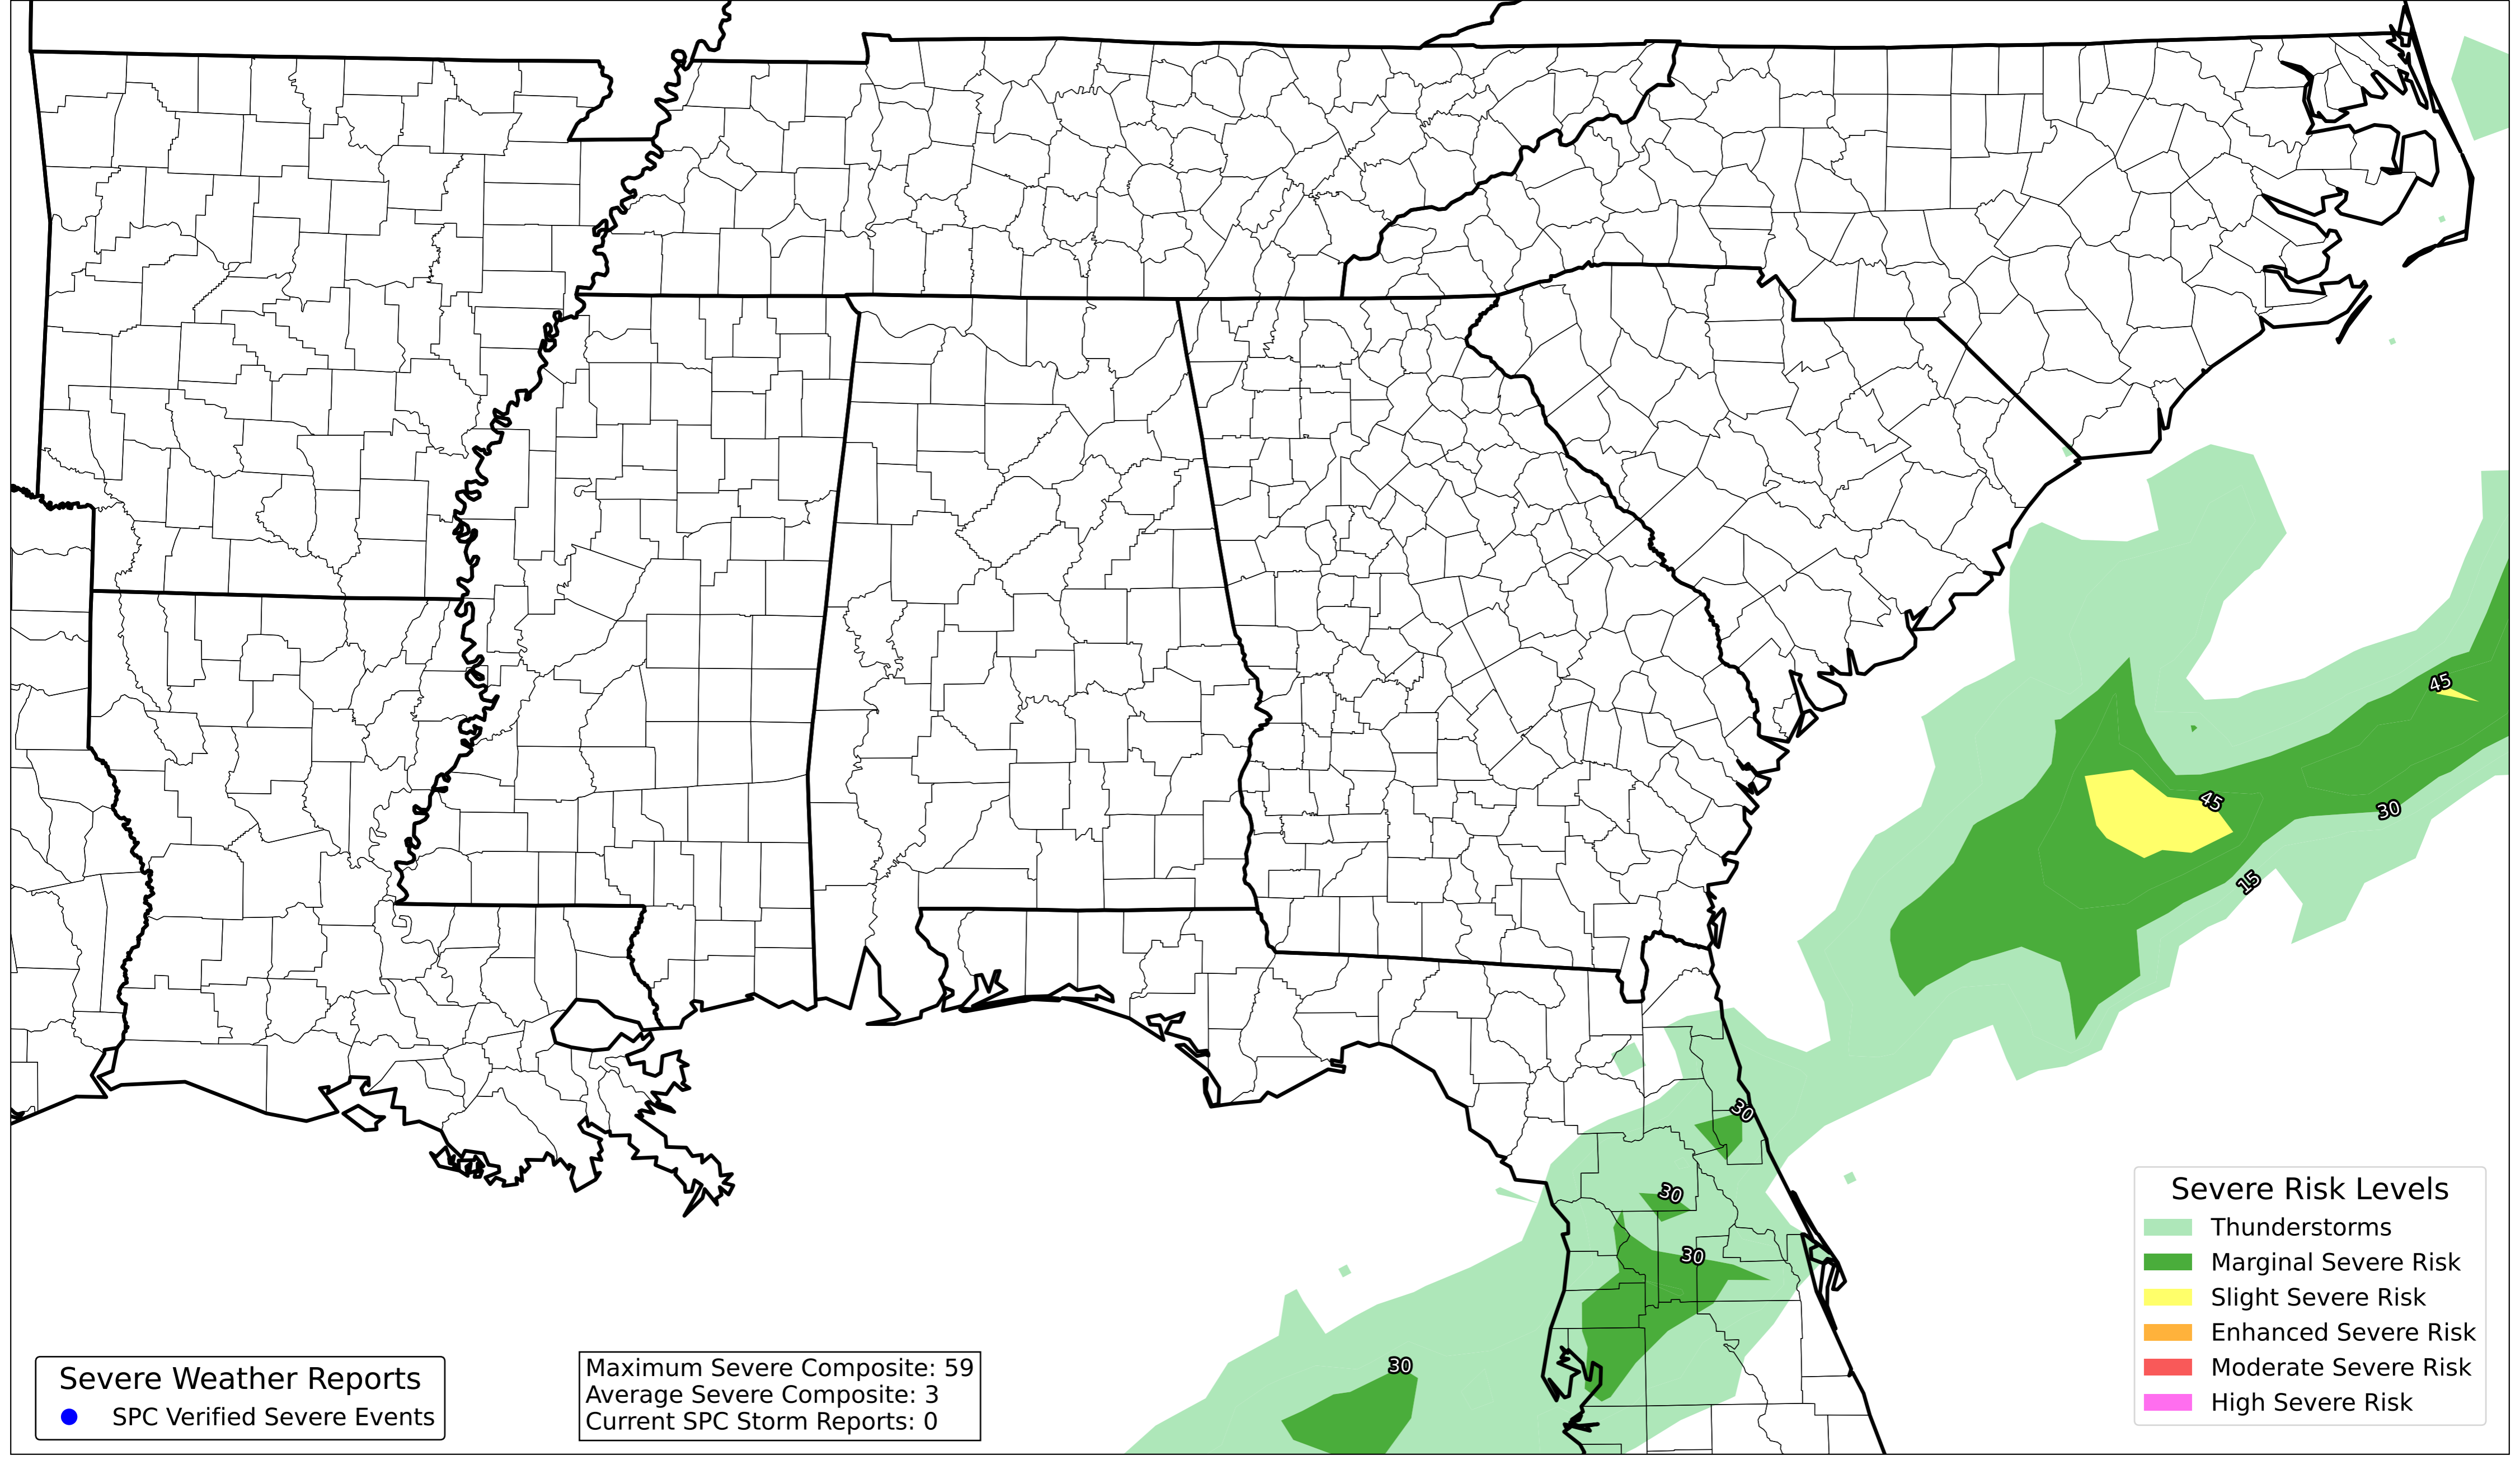 45
45
30
15
30
30
30
30
Severe Risk Levels
Thunderstorms
Marginal Severe Risk
Slight Severe Risk
Enhanced Severe Risk
Moderate Severe Risk
High Severe Risk
Severe Weather Reports
SPC Verified Severe Events
Maximum Severe Composite: 59
Average Severe Composite: 3
Current SPC Storm Reports: 0